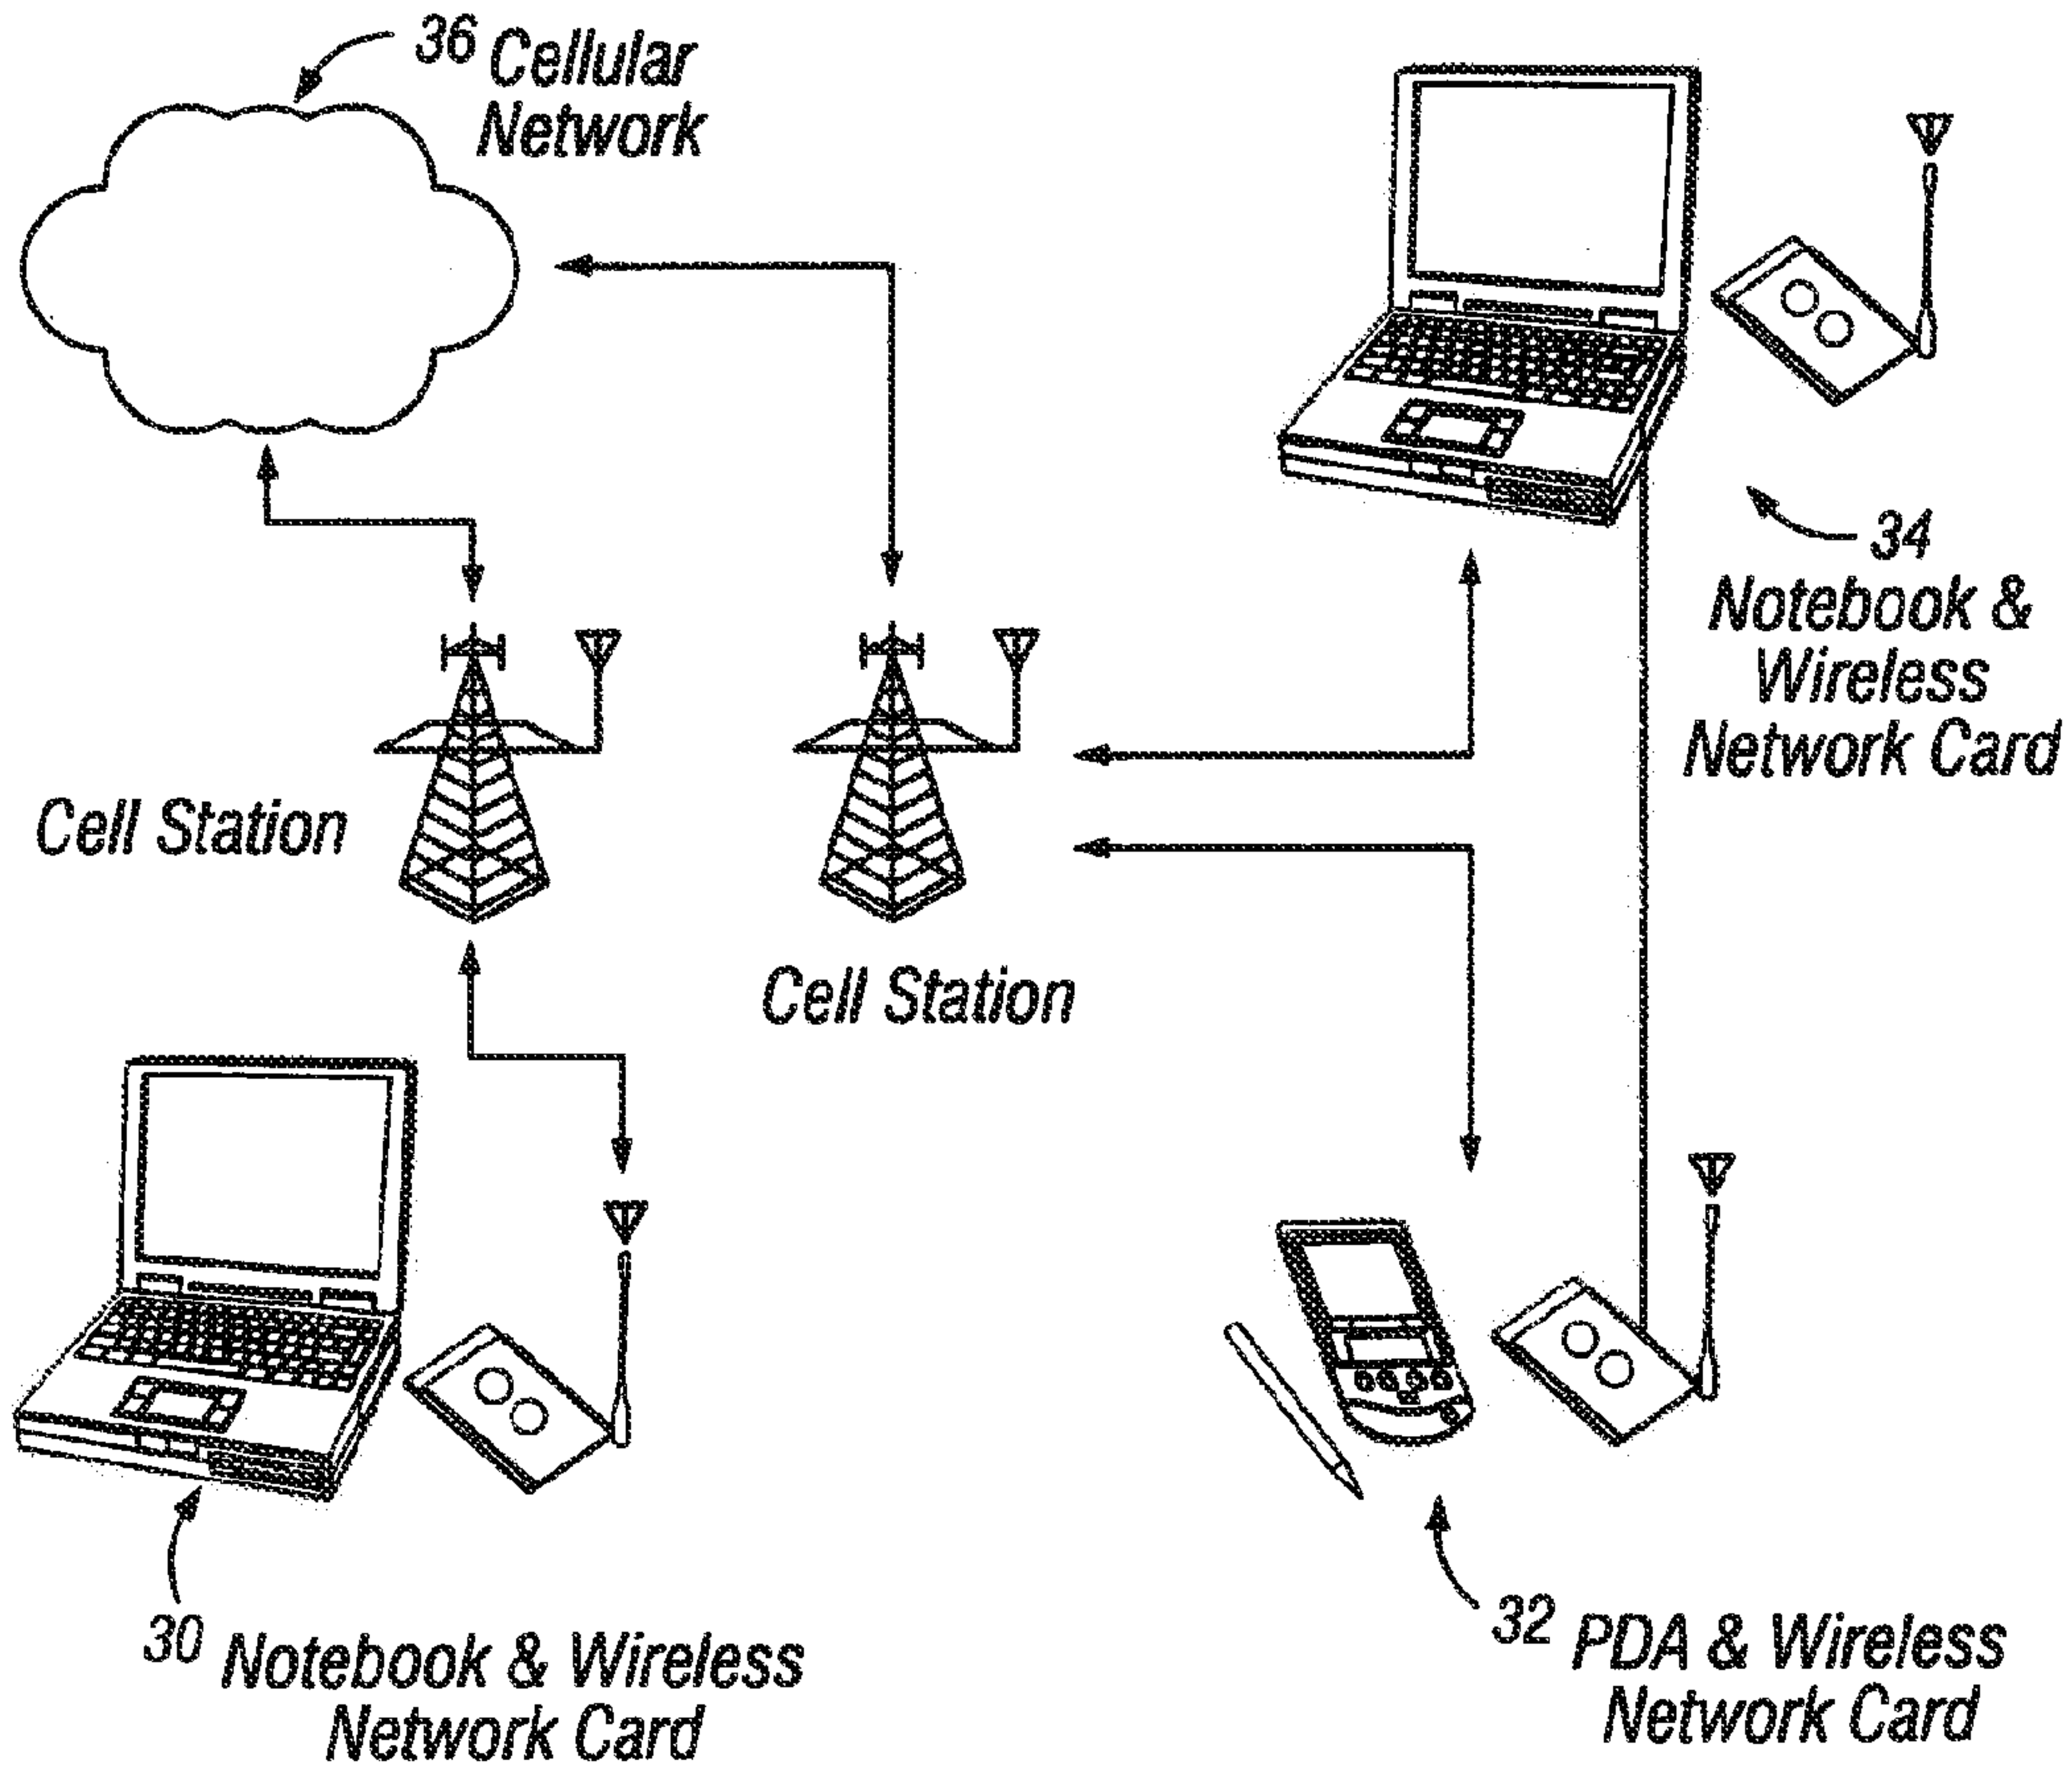 36 Cellular
Network
34
Notebook &
Wireless
Network Card
Cell Station
Cell Station
30 Notebook & Wireless
Network Card
32 PDA & Wireless
Network Card